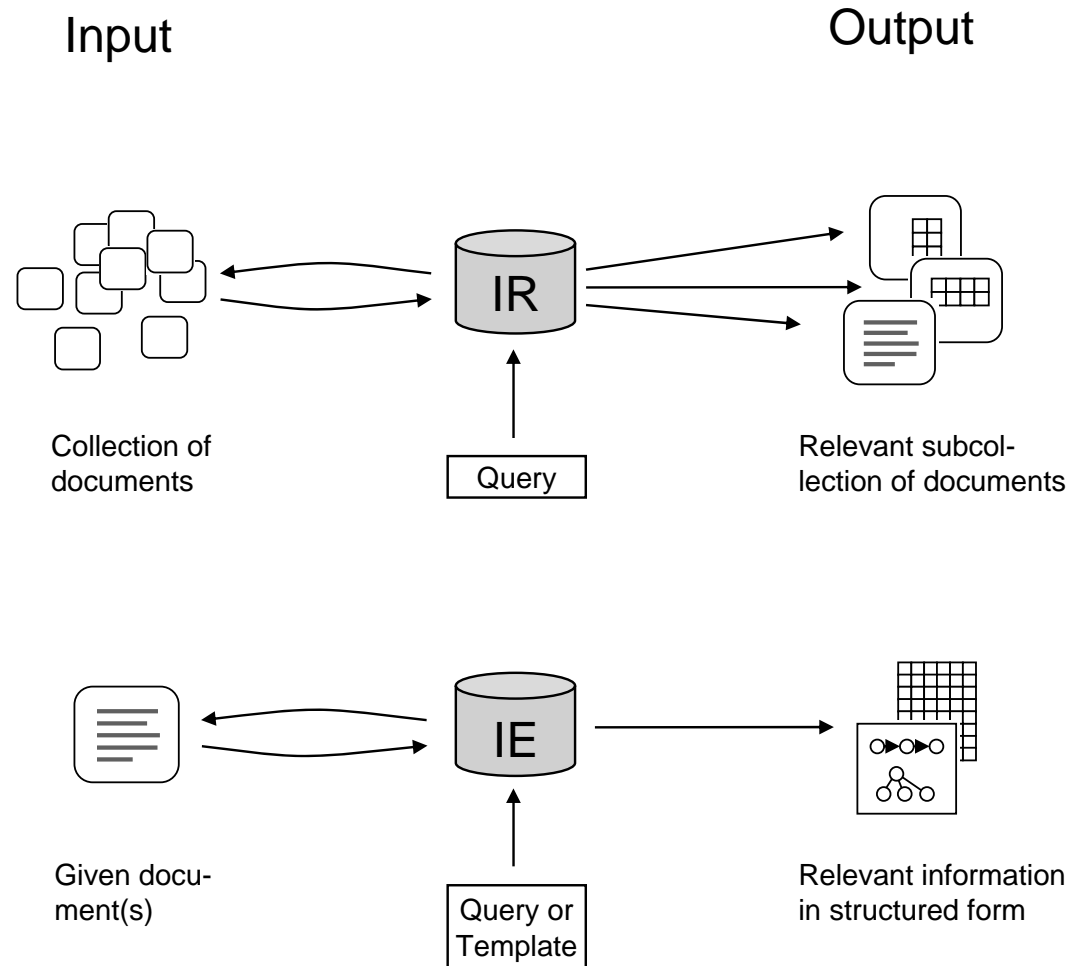 Input
Output
IR
Collection of
documents
Query
Relevant subcol-
lection of documents
IE
Given docu-
ment(s)
Query or
Template
Relevant information
in structured form